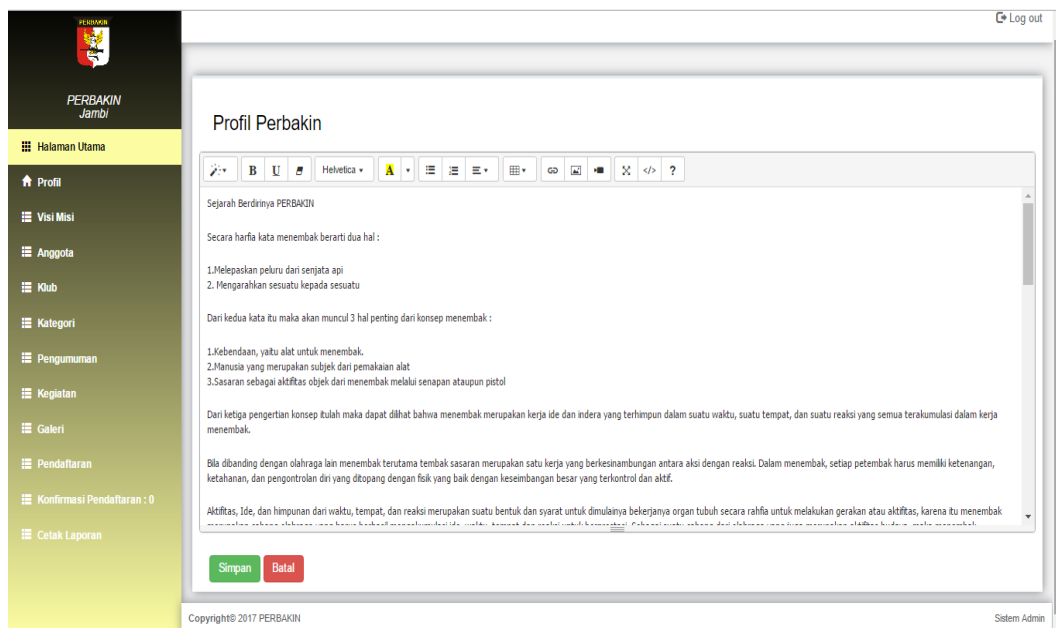 PERBAKIN
Log out
PERBAKIN
Jambi
Halaman Utama
Profil
Visi Misi
Anggota
Klub
Kategori
Pengumuman
Kegiatan
Galeri
Pendaftaran
Konfirmasi Pendaftaran : 0
Cetak Laporan
Profil Perbakin
B U Helvetica A </> ?
Sejarah Berdirinya PERBAKIN
Secara harfia kata menembak berarti dua hal :
1.Melepaskan peluru dari senjata api
2. Mengarahkan sesuatu kepada sesuatu
Dari kedua kata itu maka akan muncul 3 hal penting dari konsep menembak :
1.Kebendaan, yaitu alat untuk menembak.
2.Manusia yang merupakan subjek dari pemakaian alat
3.Sasaran sebagai aktifitas objek dari menembak melalui senapan ataupun pistol
Dari ketiga pengertian konsep itulah maka dapat dilihat bahwa menembak merupakan kerja ide dan indera yang terhimpun dalam suatu waktu, suatu tempat, dan suatu reaksi yang semua terakumulasi dalam kerja
menembak.
Bila dibanding dengan olahraga lain menembak terutama tembak sasaran merupakan satu kerja yang berkesinambungan antara aksi dengan reaksi. Dalam menembak, setiap petembak harus memiliki ketenangan,
ketahanan, dan pengontrolan diri yang ditopang dengan fisik yang baik dengan keseimbangan besar yang terkontrol dan aktif.
Aktifitas, Ide, dan himpunan dari waktu, tempat, dan reaksi merupakan suatu bentuk dan syarat untuk dimulainya bekerjanya organ tubuh secara rahfia untuk melakukan gerakan atau aktifitas, karena itu menembak
Simpan Batal
Copyright© 2017 PERBAKIN
Sistem Admin